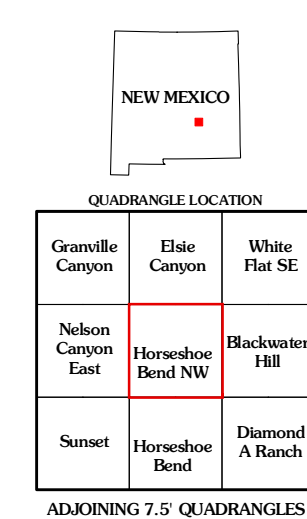 NEW MEXICO
QUADRANGLE LOCATION
Granville
Canyon
Elsie
Canyon
White
Flat SE
Nelson
Canyon
East
Horseshoe
Bend NW
Blackwater
Hill
Sunset
Horseshoe
Bend
Diamond
A Ranch
ADJOINING 7.5' QUADRANGLES